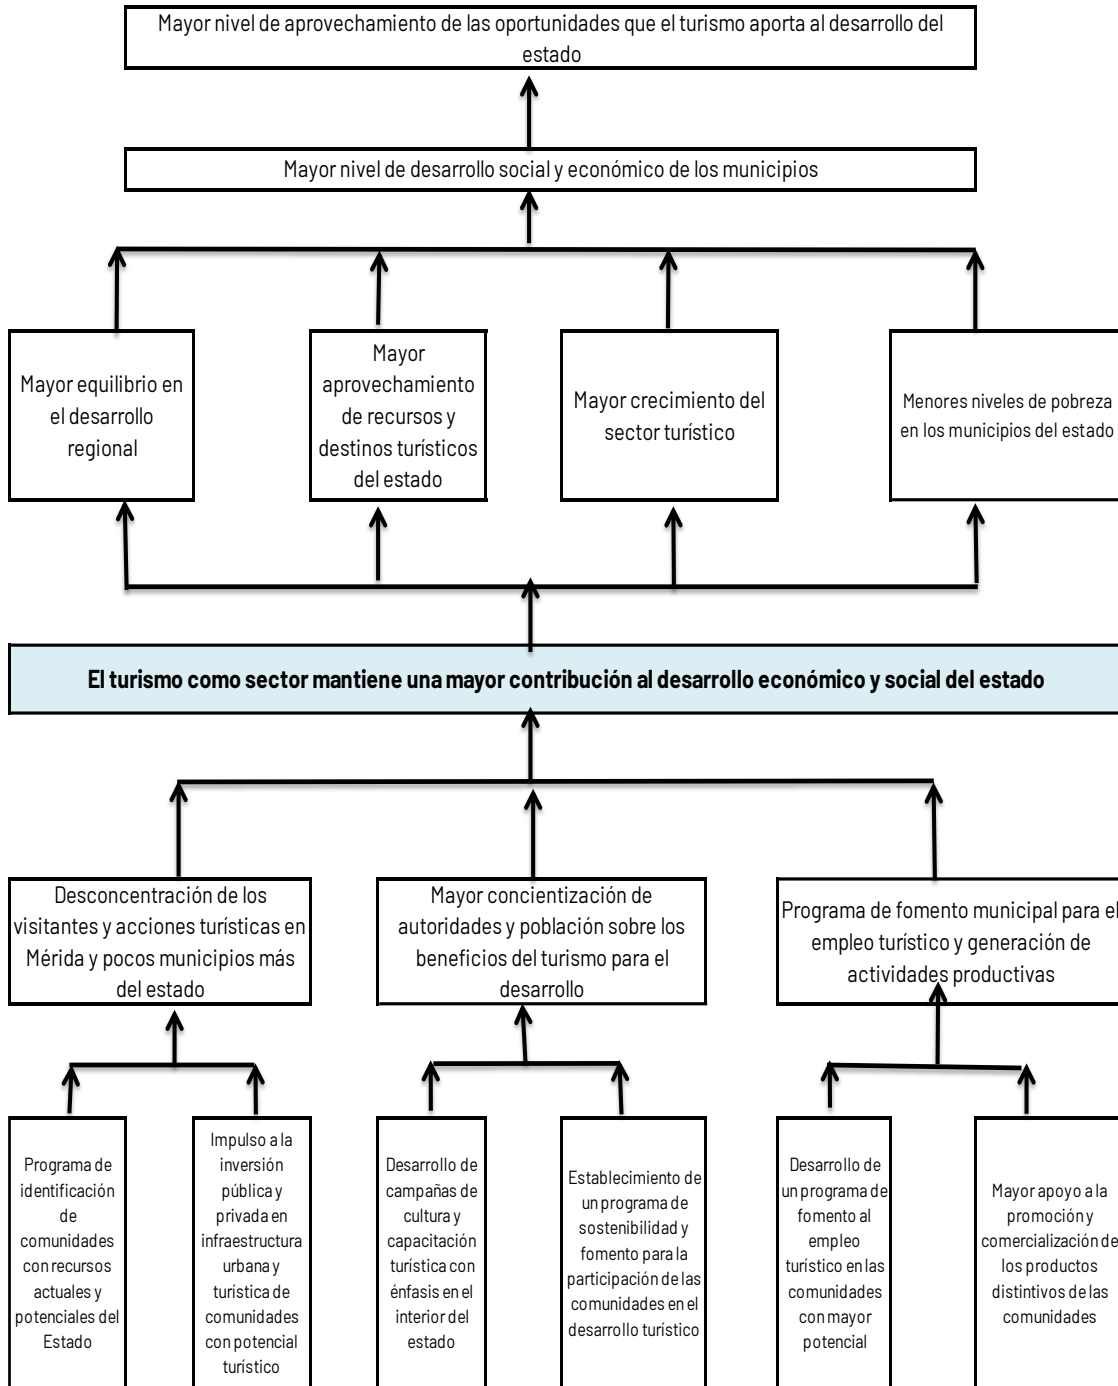 Mayor nivel de aprovechamiento de las oportunidades que el turismo aporta al desarrollo del
estado
Mayor nivel de desarrollo social y económico de los municipios
Mayor equilibrio en
el desarrollo
regional
Mayor
aprovechamiento
de recursos y
destinos turísticos
del estado
Mayor crecimiento del
sector turístico
Menores niveles de pobreza
en los municipios del estado
El turismo como sector mantiene una mayor contribución al desarrollo económico y social del estado
Desconcentración de los
visitantes y acciones turísticas en
Mérida y pocos municipios más
del estado
Mayor concientización de
autoridades y población sobre los
beneficios del turismo para el
desarrollo
Programa de fomento municipal para el
empleo turístico y generación de
actividades productivas
Programa de
identificación
de
comunidades
con recursos
actuales y
potenciales del
Estado
Impulso a la
inversión
pública y
privada en
infraestructura
urbana y
turística de
comunidades
con potencial
turístico
Desarrollo de
campañas de
cultura y
capacitación
turística con
énfasis en el
interior del
estado
Establecimiento de
un programa de
sostenibilidad y
fomento para la
participación de las
comunidades en el
desarrollo turístico
Desarrollo de
un programa de
fomento al
empleo
turístico en las
comunidades
con mayor
potencial
Mayor apoyo a la
promoción y
comercialización de
los productos
distintivos de las
comunidades